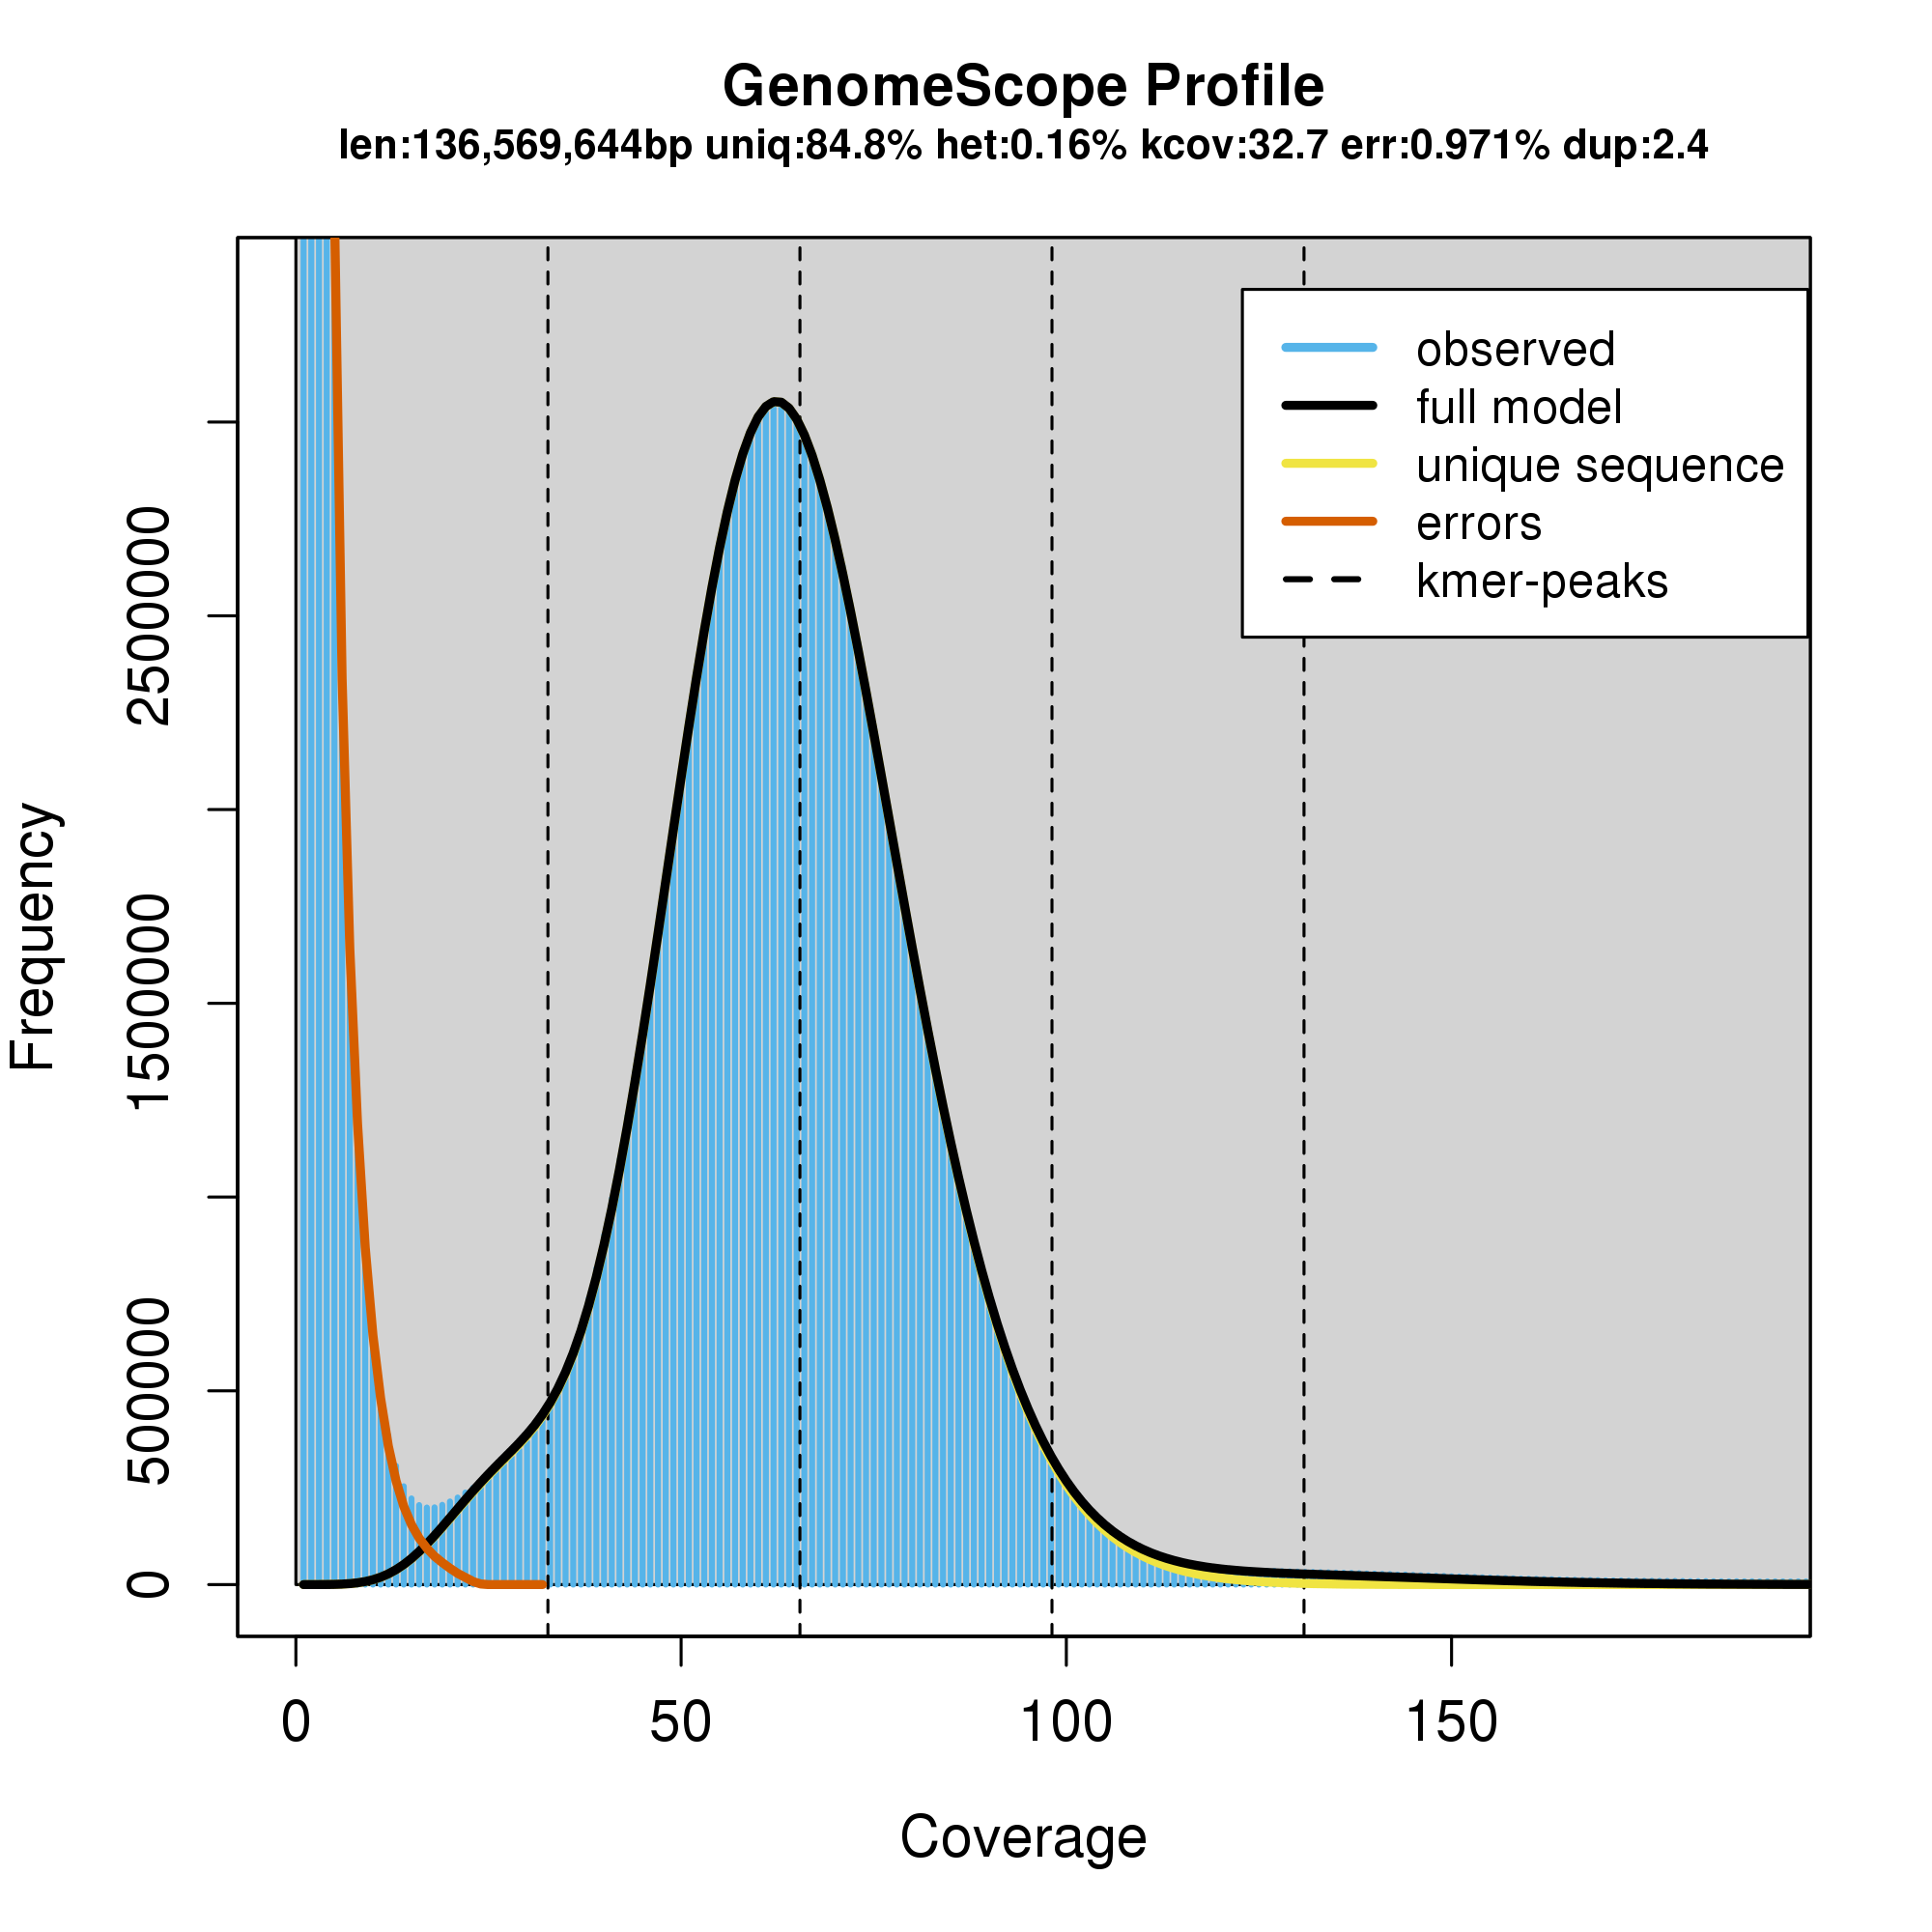 GenomeScope Profile
len:136,569,644bp uniq:84.8% het:0.16% kcov:32.7 err:0.971% dup:2.4
observed
full model
unique sequence
errors
kmer-peaks
Frequency
2500000
1500000
500000
0
0 50 100 150
Coverage